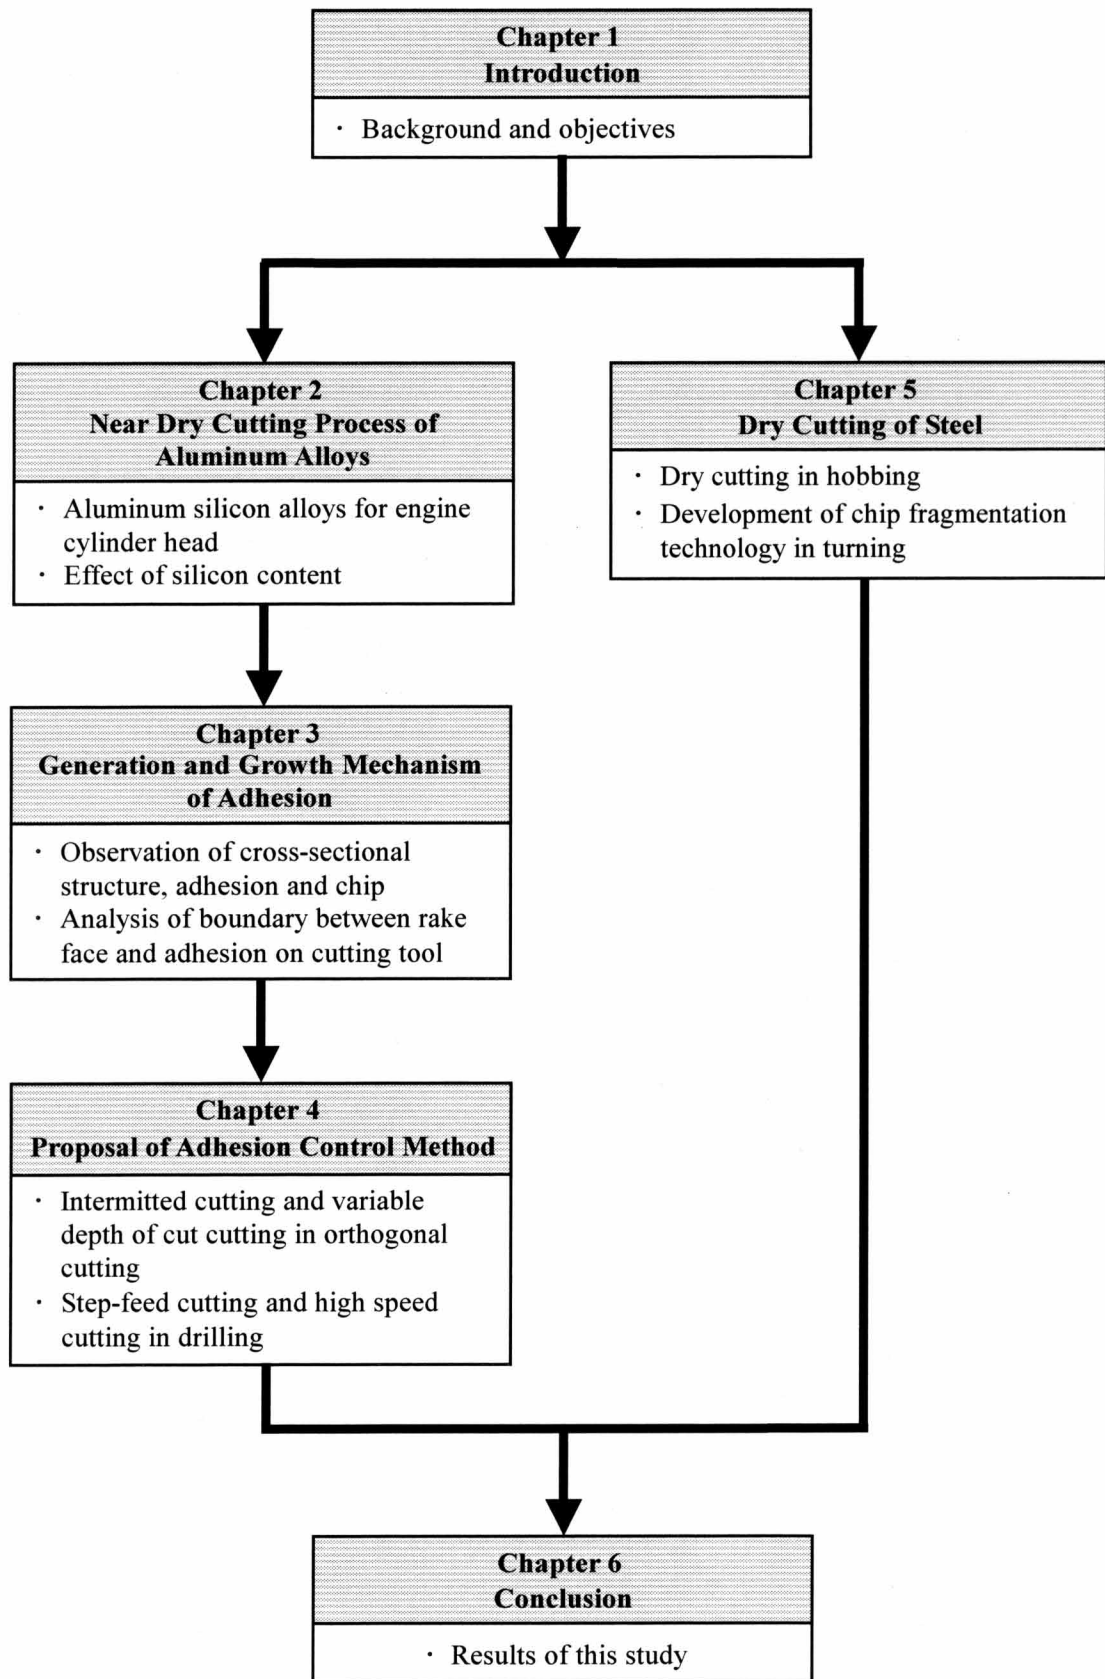 Chapter 1
Introduction
・ Background and objectives
Chapter 2
Near Dry Cutting Process of
Aluminum Alloys
・ Aluminum silicon alloys for engine
cylinder head
・ Effect of silicon content
Chapter 3
Generation and Growth Mechanism
of Adhesion
・ Observation of cross-sectional
structure, adhesion and chip
・ Analysis of boundary between rake
face and adhesion on cutting tool
Chapter 4
Proposal of Adhesion Control Method
・ Intermitted cutting and variable
depth of cut cutting in orthogonal
cutting
・ Step-feed cutting and high speed
cutting in drilling
Chapter 5
Dry Cutting of Steel
・ Dry cutting in hobbing
・ Development of chip fragmentation
technology in turning
Chapter 6
Conclusion
・ Results of this study